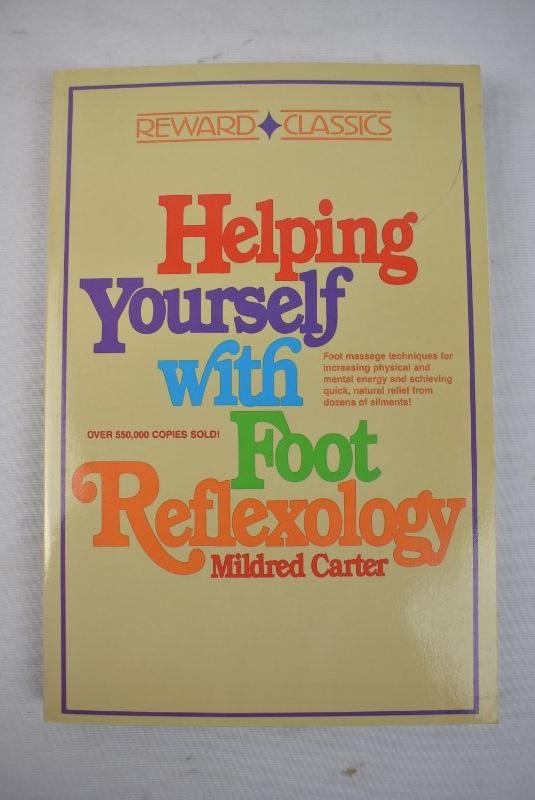 REWARD CLASSICS
Helping
Yourself
with
Foot massage techniques for
increasing physical and
mental energy and achieving
quick, natural relief from
dozens of ailments!
OVER 550,000 COPIES SOLD!
Foot
Reflexology
Mildred Carter